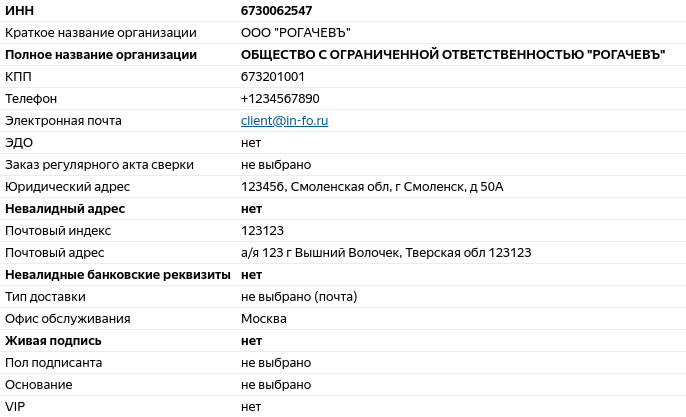 ИНН 6730062547
Краткое название организации ООО "РОГАЧЕВЪ"
Полное название организации ОБЩЕСТВО С ОГРАНИЧЕННОЙ ОТВЕТСТВЕННОСТЬЮ "РОГАЧЕВЪ"
КПП 673201001
Телефон +1234567890
Электронная почта client@in-fo.ru
ЭДО нет
Заказ регулярного акта сверки не выбрано
Юридический адрес 123456, Смоленская обл, г Смоленск, д 50А
Невалидный адрес нет
Почтовый индекс 123123
Почтовый адрес а/я 123 г Вышний Волочек, Тверская обл 123123
Невалидные банковские реквизиты нет
Тип доставки не выбрано (почта)
Офис обслуживания Москва
Живая подпись нет
Пол подписанта не выбрано
Основание не выбрано
VIP нет